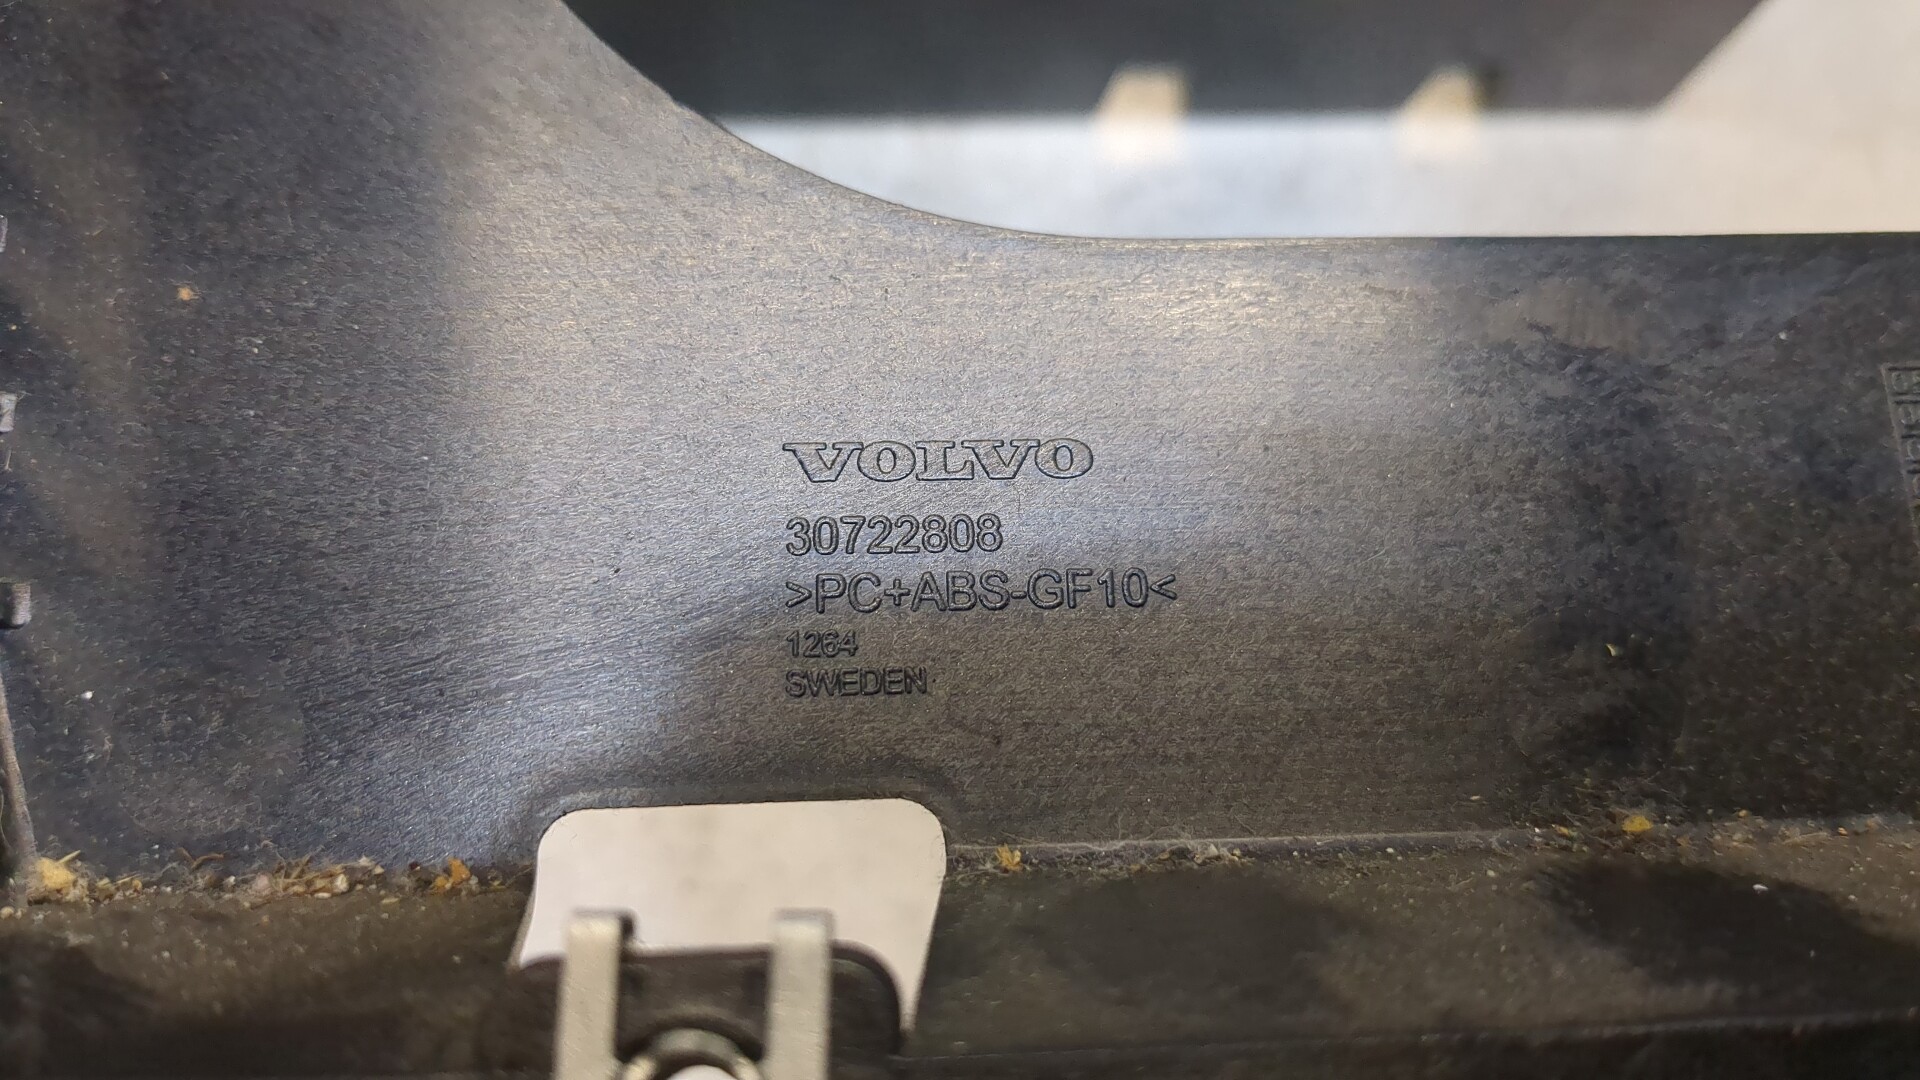 VOLVO
30722808
>PC+ABS-GF10<
1264
SWEDEN